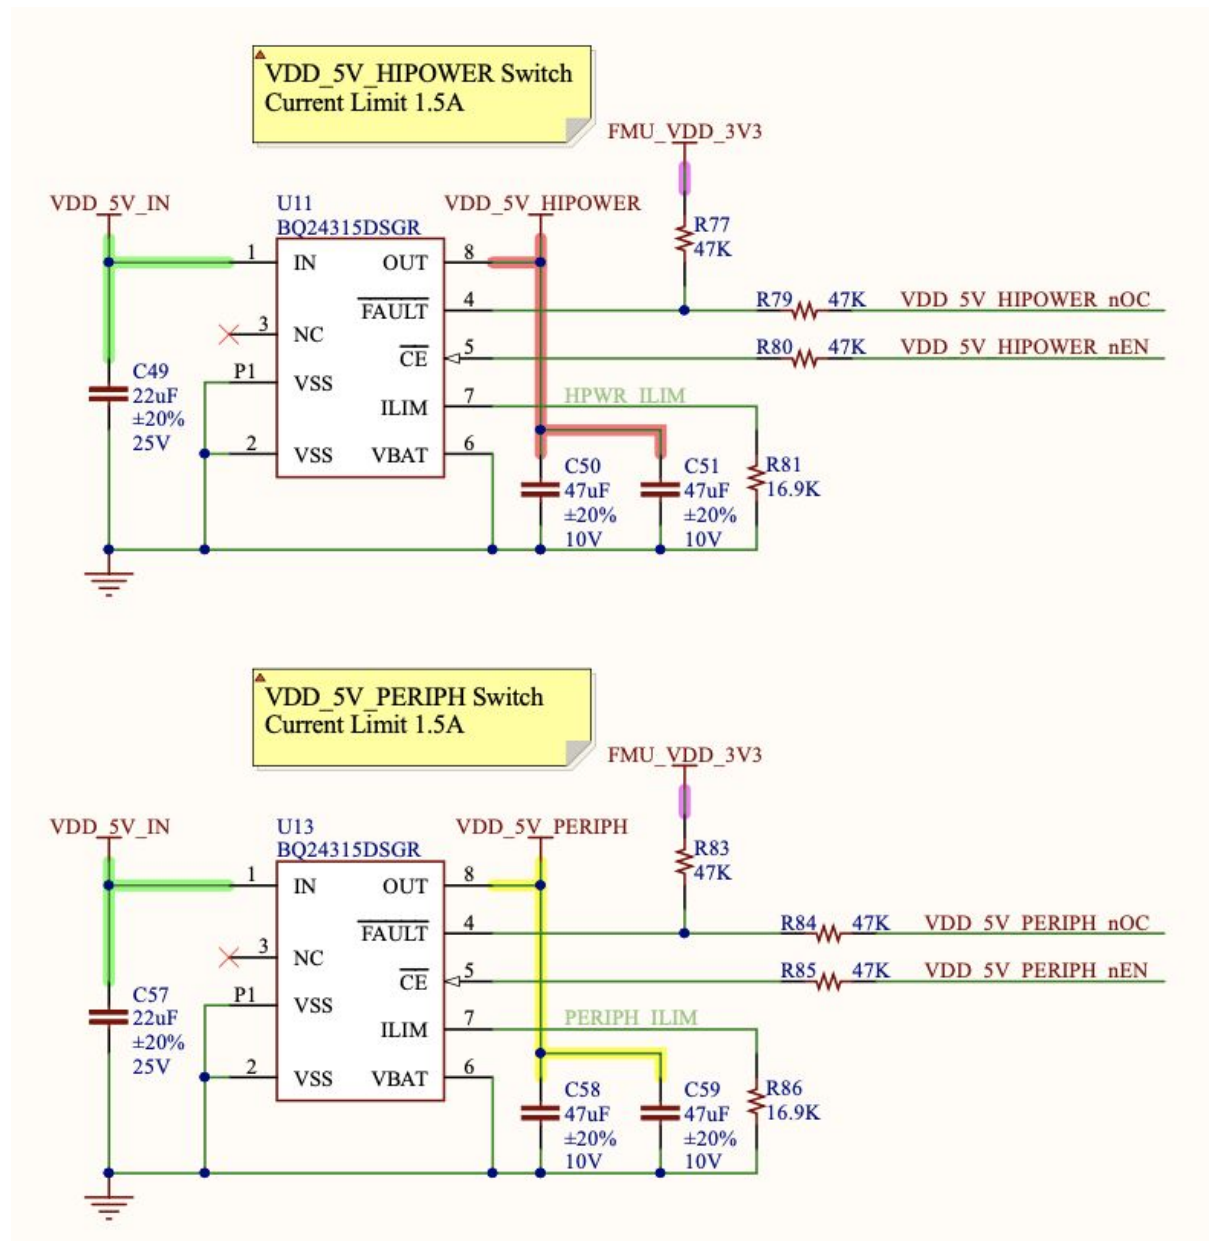 VDD_5V_HIPOWER Switch
Current Limit 1.5A
FMU_VDD_3V3
VDD_5V_IN
U11
BQ24315DSGR
VDD_5V_HIPOWER
R77
47K
1
IN
OUT
8
FAULT
4
R79
47K
VDD_5V_HIPOWER_nOC
3
NC
CE
5
R80
47K
VDD_5V_HIPOWER_nEN
P1
VSS
ILIM
7
HPWR_ILIM
C49
22uF
±20%
25V
2
VSS
VBAT
6
C50
47uF
±20%
10V
C51
47uF
±20%
10V
R81
16.9K
VDD_5V_PERIPH Switch
Current Limit 1.5A
FMU_VDD_3V3
VDD_5V_IN
U13
BQ24315DSGR
VDD_5V_PERIPH
R83
47K
1
IN
OUT
8
FAULT
4
R84
47K
VDD_5V_PERIPH_nOC
3
NC
CE
5
R85
47K
VDD_5V_PERIPH_nEN
P1
VSS
ILIM
7
PERIPH_ILIM
C57
22uF
±20%
25V
2
VSS
VBAT
6
C58
47uF
±20%
10V
C59
47uF
±20%
10V
R86
16.9K